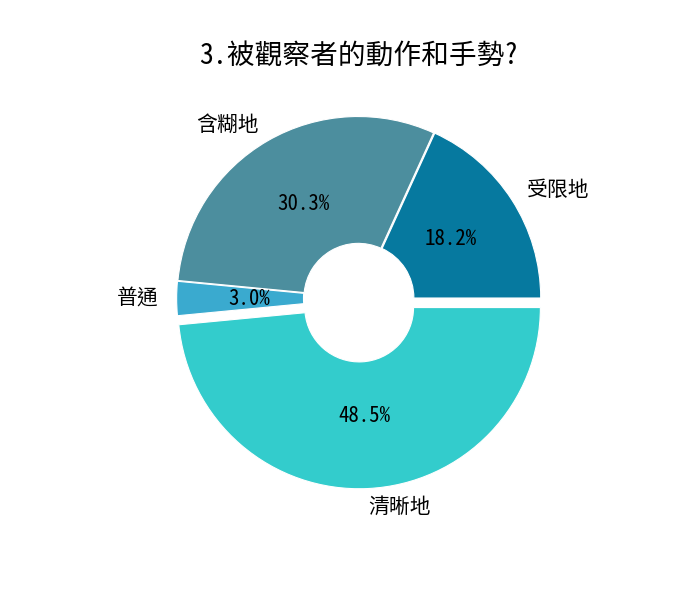 3.被觀察者的動作和手勢?
含糊地
受限地
30.3%
18.2%
普通
3.0%
48.5%
清晰地